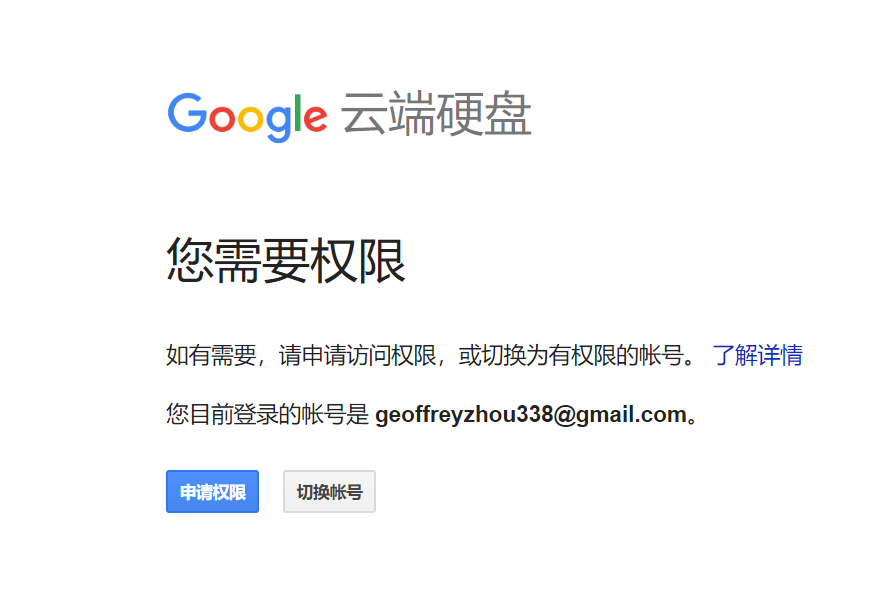 Google 云端硬盘
您需要权限
如有需要，请申请访问权限，或切换为有权限的帐号。 了解详情
您目前登录的帐号是 geoffreyzhou338@gmail.com。
申请权限 切换帐号